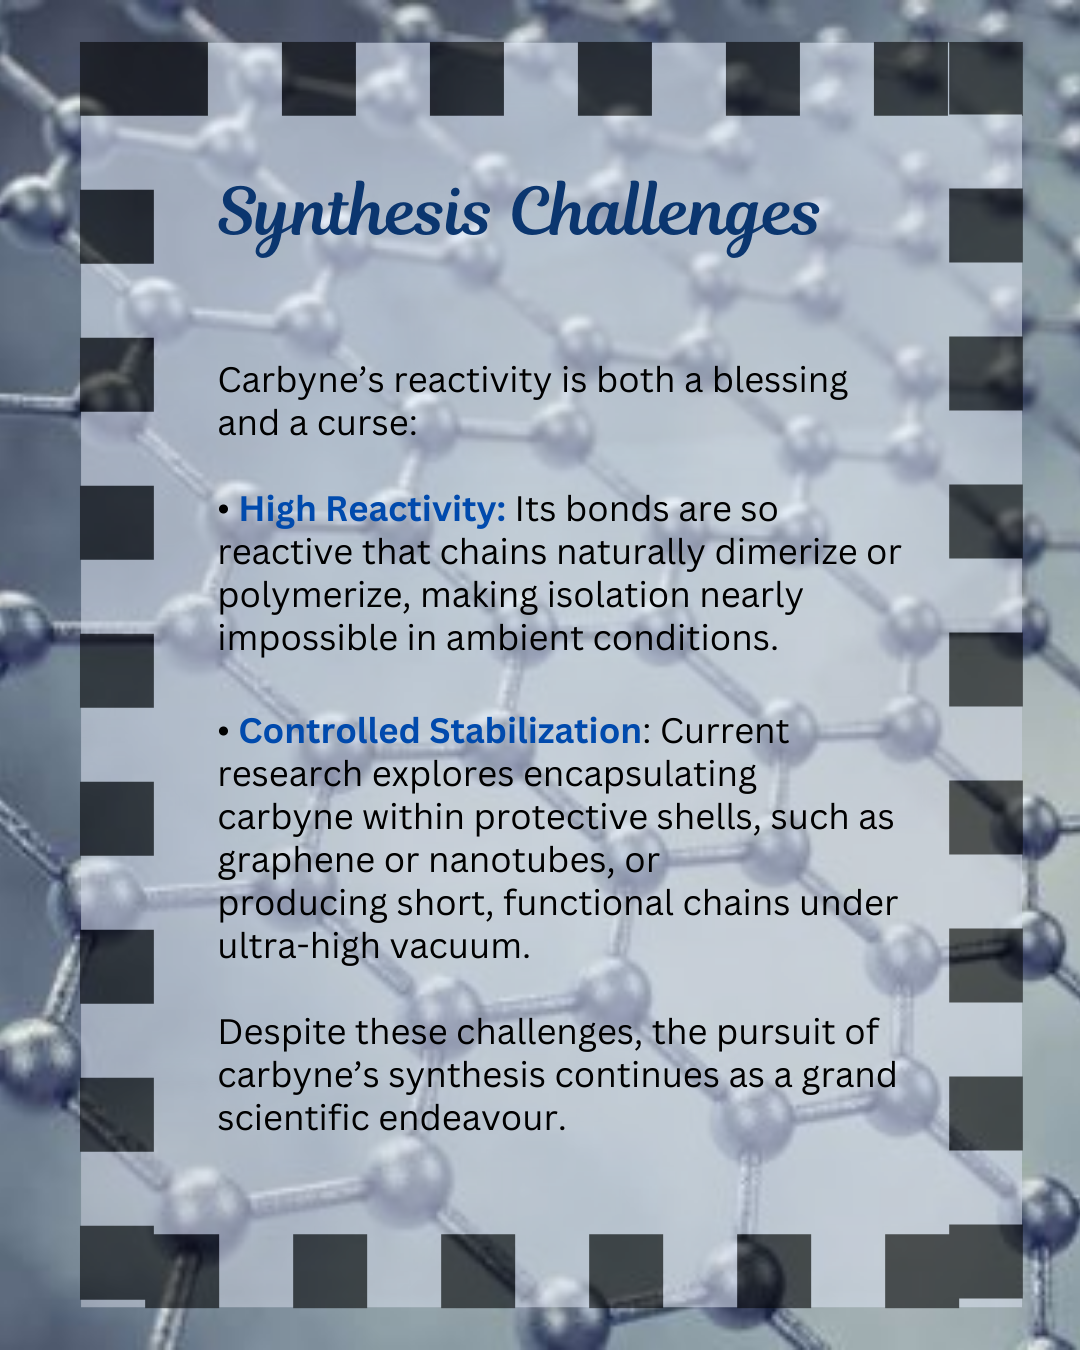 Synthesis Challenges
Carbyne’s reactivity is both a blessing
and a curse:
• High Reactivity: Its bonds are so
reactive that chains naturally dimerize or
polymerize, making isolation nearly
impossible in ambient conditions.
• Controlled Stabilization: Current
research explores encapsulating
carbyne within protective shells, such as
graphene or nanotubes, or
producing short, functional chains under
ultra-high vacuum.
Despite these challenges, the pursuit of
carbyne’s synthesis continues as a grand
scientific endeavour.